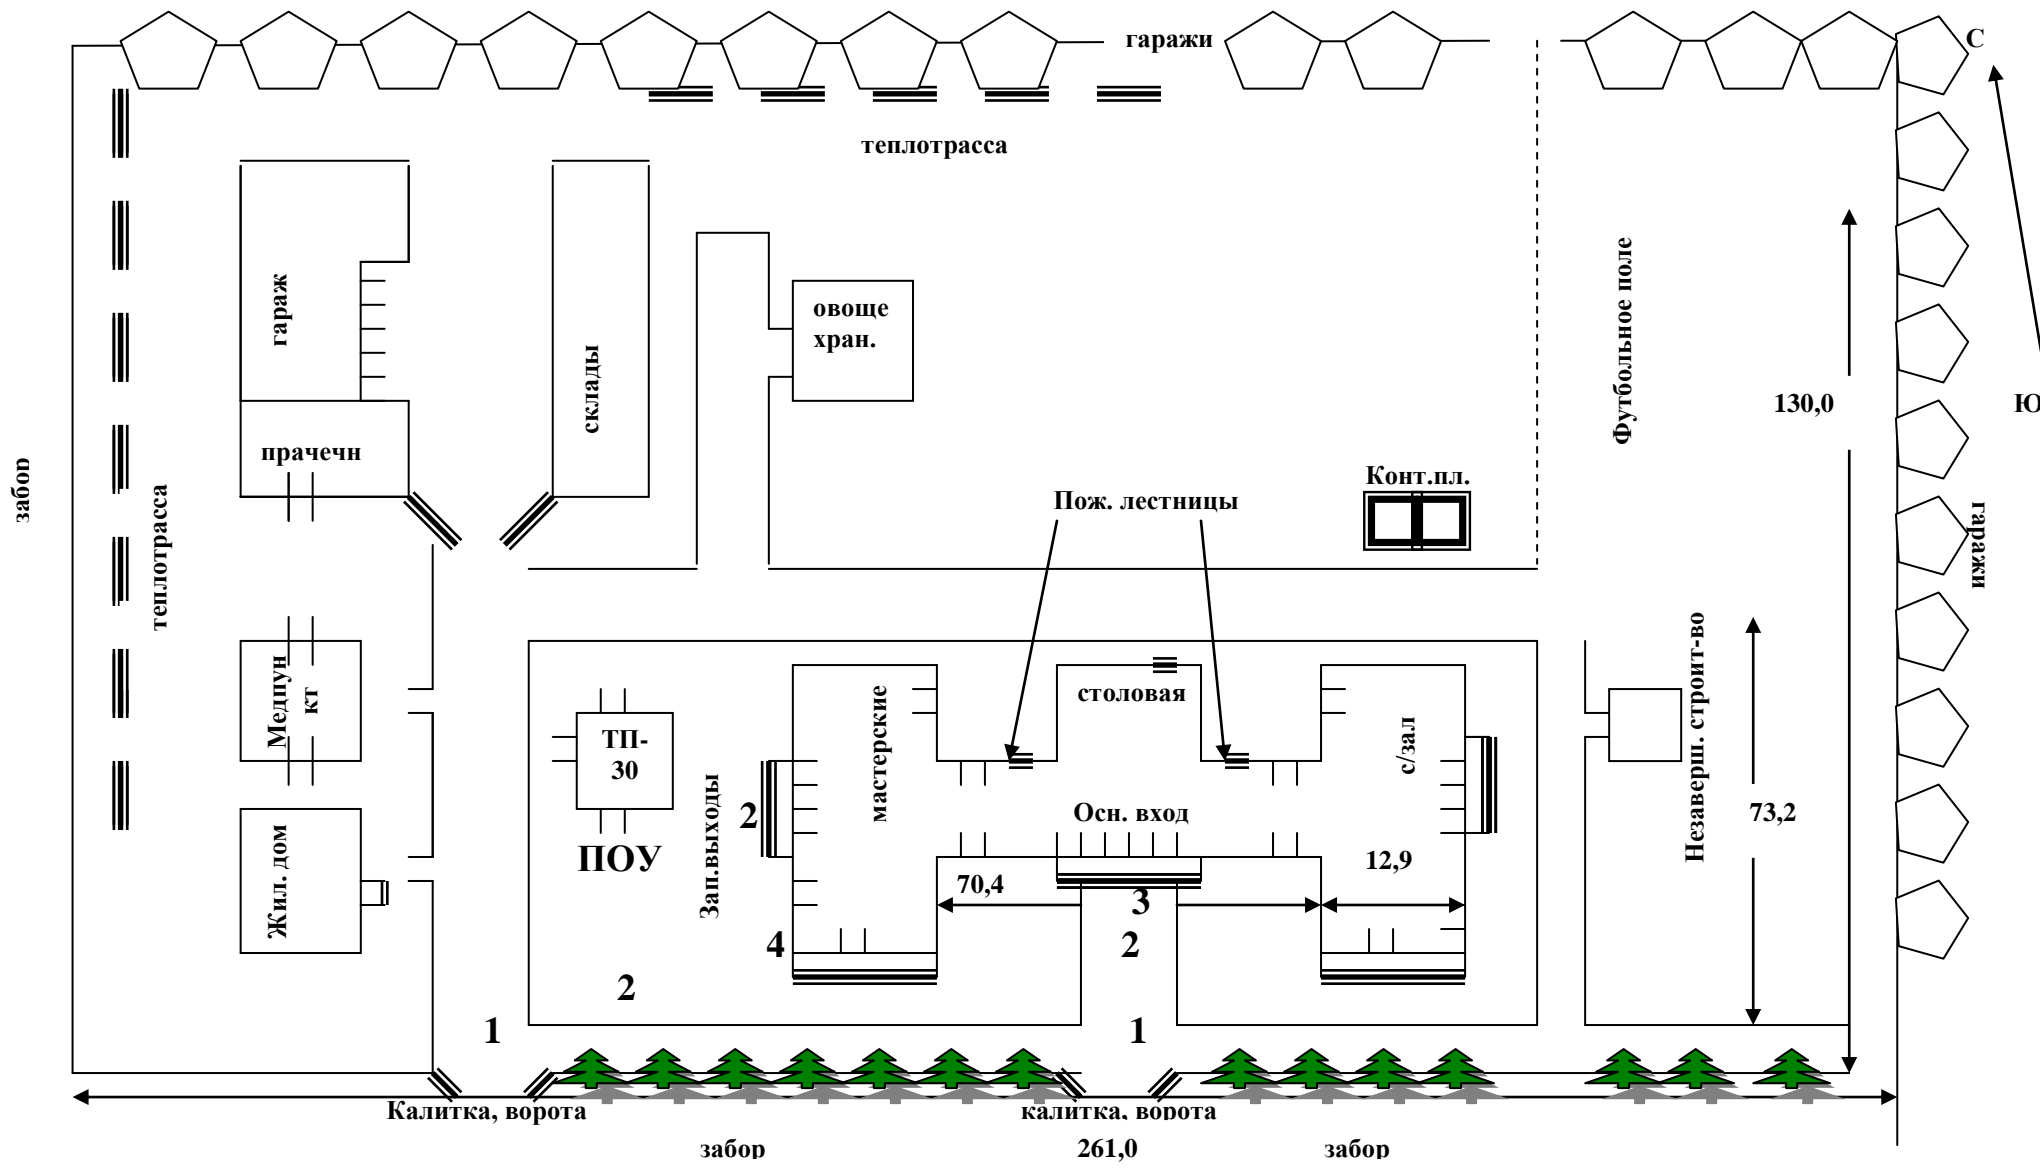 гаражи
С
теплотрасса
гараж
овоще
хран.
склады
Футбольное поле
130,0
Ю
прачечн
забор
теплотрасса
Конт.пл.
Пож. лестницы
гаражи
Медпун
кт
ТП-
30
мастерские
столовая
с/зал
Незаверш. строит-во
73,2
Зап.выходы
2
Осн. вход
ПОУ
12,9
70,4
Жил. дом
3
4
2
2
1
1
Калитка, ворота
калитка, ворота
забор
261,0
забор